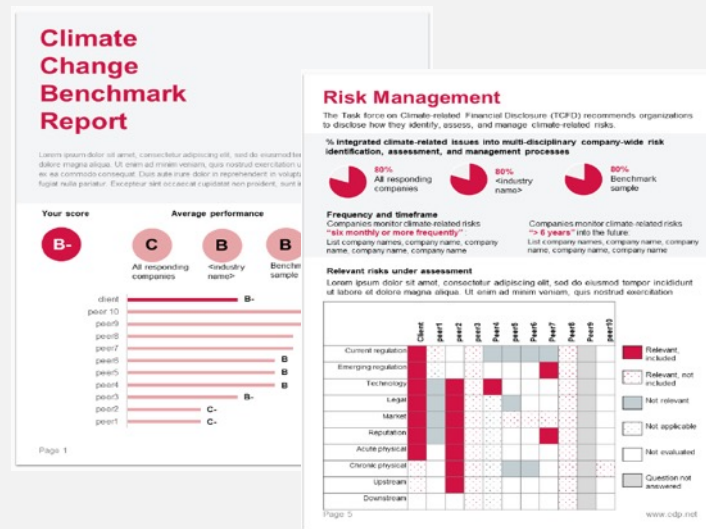 Climate
Change
Benchmark
Report
Lorem ipsum dolor sit amet, consectetur adipiscing elit, sed do eiusmod
dolore magna aliqua. Ut enim ad minim veniam, quis nostrud exercitation
ex ea commodo consequat. Duis aute irure dolor in reprehenderit in
fugiat nulla pariatur. Excepteur sint occaecat cupidatat non proident, sunt
Your score
Average performance
B-
C
B
B
All responding
companies
<industry
name>
client
B-
peer 10
peer9
peer8
peer7
peer6
B
peer5
B
peer4
B
peer3
B-
peer2
C-
peer1
C-
Page 1
Risk Management
The Task force on Climate-related Financial Disclosure (TCFD) recommends organizations
to disclose how they identify, assess, and manage climate-related risks.
% integrated climate-related issues into multi-disciplinary company-wide risk
identification, assessment, and management processes
80%
All responding
companies
80%
<industry
name>
80%
Benchmark
sample
Frequency and timeframe
Companies monitor climate-related risks
"six monthly or more frequently" :
List company names, company name, company
name, company name, company name
Companies monitor climate-related risks
"> 6 years" into the future:
List company names, company name, company
name, company name, company name
Relevant risks under assessment
Lorem ipsum dolor sit amet, consectetur adipiscing elit, sed do eiusmod tempor incididunt
ut labore et dolore magna aliqua. Ut enim ad minim veniam, quis nostrud exercitation
Client
peer1
peer2
peer3
Peer4
peer5
Peer6
Peer7
Peer8
Peer9
peer10
Current regulation
Emerging regulation
Technology
Legal
Market
Reputation
Acute physical
Chronic physical
Upstream
Downstream
Relevant,
included
Relevant, not
included
Not relevant
Not applicable
Not evaluated
Question not
answered
Page 5
www.cdp.net